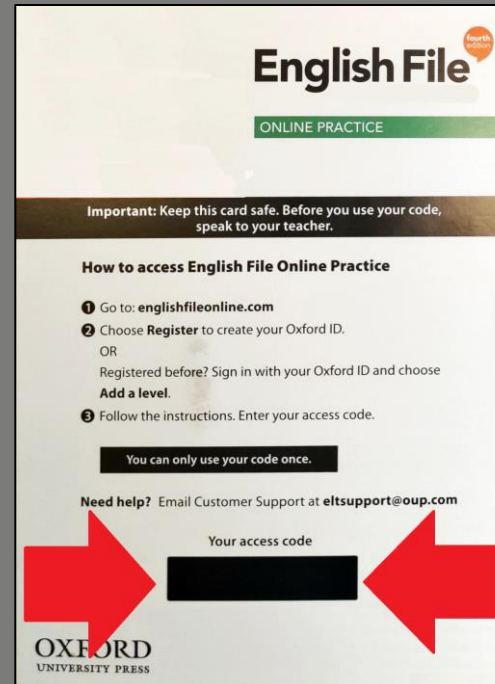 fourth
edition
English File
ONLINE PRACTICE
Important: Keep this card safe. Before you use your code,
speak to your teacher.
How to access English File Online Practice
1 Go to: englishfileonline.com
2 Choose Register to create your Oxford ID.
OR
Registered before? Sign in with your Oxford ID and choose
Add a level.
3 Follow the instructions. Enter your access code.
You can only use your code once.
Need help? Email Customer Support at eltsupport@oup.com
Your access code
OXFORD
UNIVERSITY PRESS